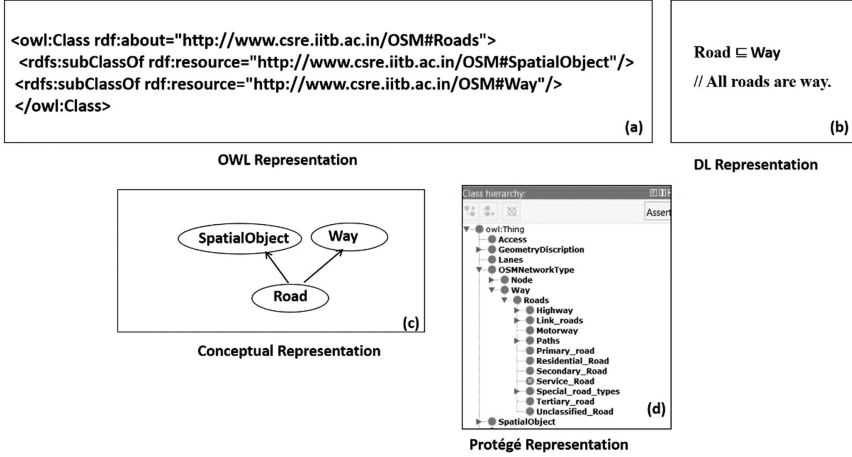 <owl:Class rdf:about="http://www.csre.iitb.ac.in/OSM#Roads">
<rdfs:subClassOf rdf:resource="http://www.csre.iitb.ac.in/OSM#SpatialObject"/>
<rdfs:subClassOf rdf:resource="http://www.csre.iitb.ac.in/OSM#Way"/>
</owl:Class>
(a)
OWL Representation
Road ⊑ Way
// All roads are way.
(b)
DL Representation
SpatialObject
Way
Road
(c)
Conceptual Representation
Class hierarchy:
Assert
owl:Thing
Access
GeometryDiscription
Lanes
OSMNetworkType
Node
Way
Roads
Highway
Link_roads
Motorway
Paths
Primary_road
Residential_Road
Secondary_Road
Service_Road
Special_road_types
Tertiary_road
Unclassified_Road
SpatialObject
(d)
Protégé Representation